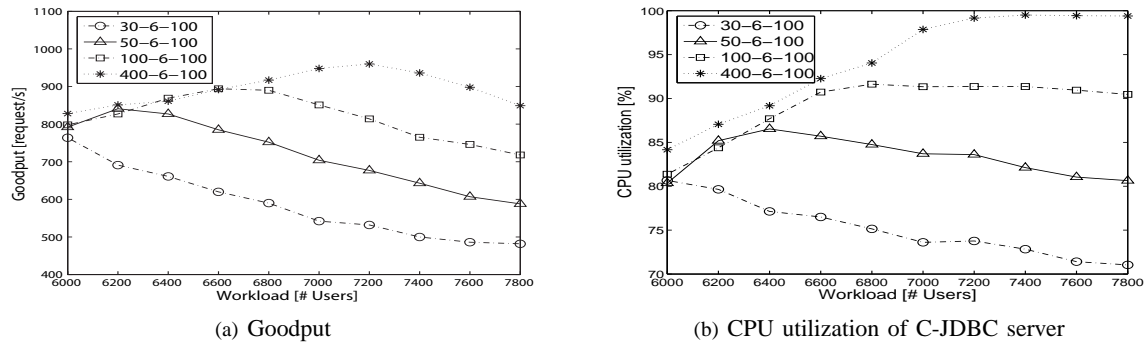 1100
1000
900
800
700
600
500
400
Goodput [request/s]
30-6-100
50-6-100
100-6-100
400-6-100
6000 6200 6400 6600 6800 7000 7200 7400 7600 7800
Workload [# Users]
(a) Goodput
100
95
90
85
80
75
70
CPU utilization [%]
30-6-100
50-6-100
100-6-100
400-6-100
6000 6200 6400 6600 6800 7000 7200 7400 7600 7800
Workload [# Users]
(b) CPU utilization of C-JDBC server